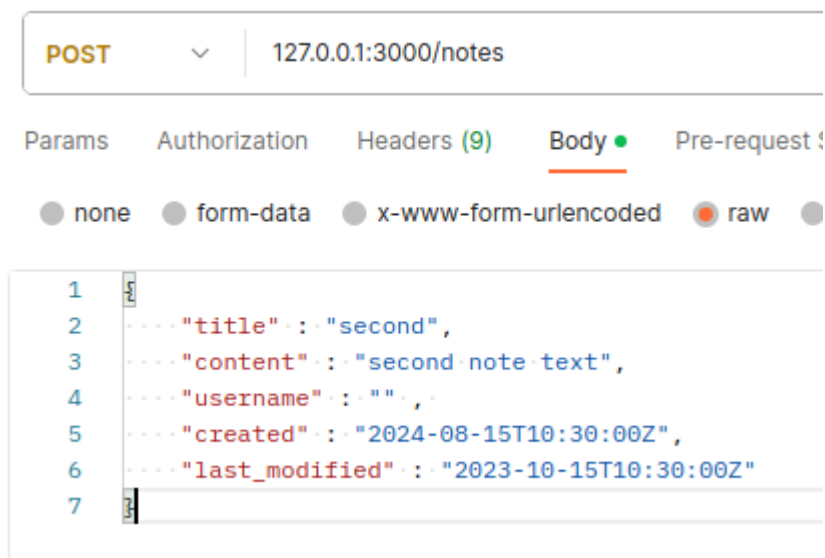 POST 127.0.0.1:3000/notes
Params Authorization Headers (9) Body Pre-request
none form-data x-www-form-urlencoded raw
1 {
2 "title" : "second",
3 "content" : "second note text",
4 "username" : "" ,
5 "created" : "2024-08-15T10:30:00Z",
6 "last_modified" : "2023-10-15T10:30:00Z"
7 }